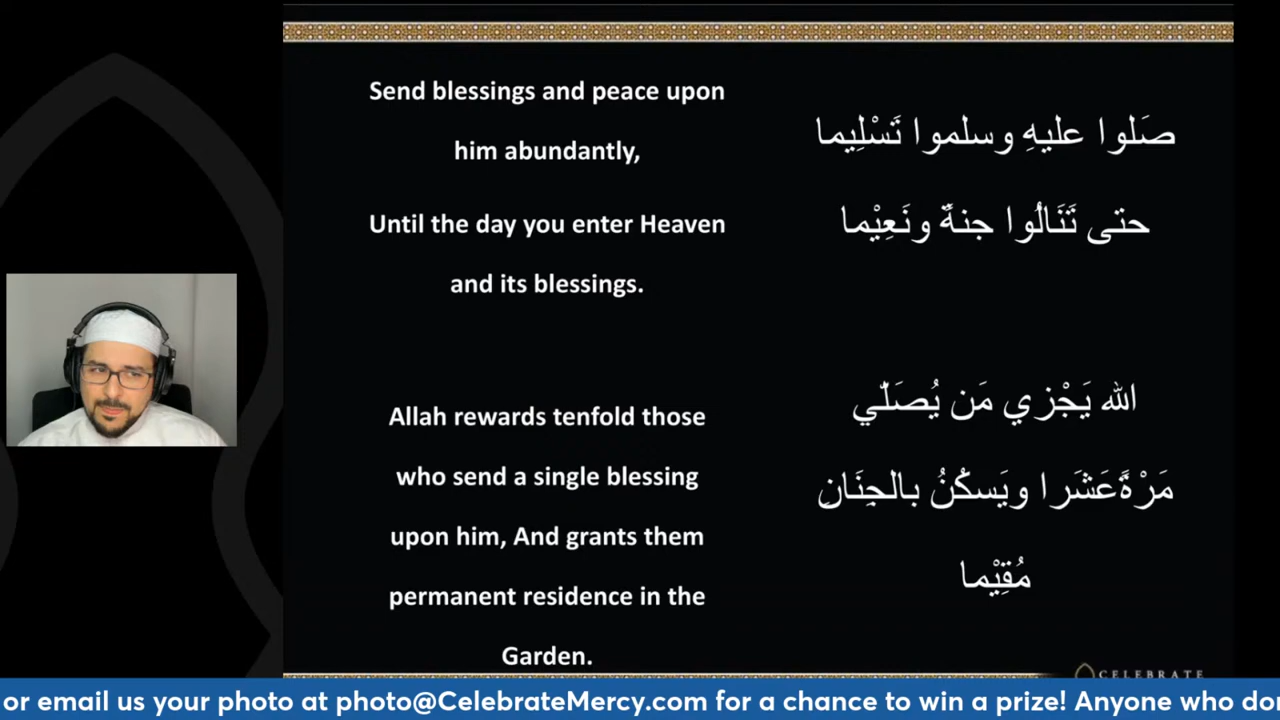 Send blessings and peace upon
him abundantly,
Until the day you enter Heaven
and its blessings.
Allah rewards tenfold those
who send a single blessing
upon him, And grants them
permanent residence in the
Garden.
صَلوا عليهِ وسلموا تَسْلِيما
حتى تَنَالُوا جنةً ونَعِيْما
الله يَجْزي مَن يُصَلّي
مَرْةً عَشَرا ويَسكُنُ بالجِنَانِ
مُقِيْما
CELEBRATE
or email us your photo at photo@CelebrateMercy.com for a chance to win a prize! Anyone who do